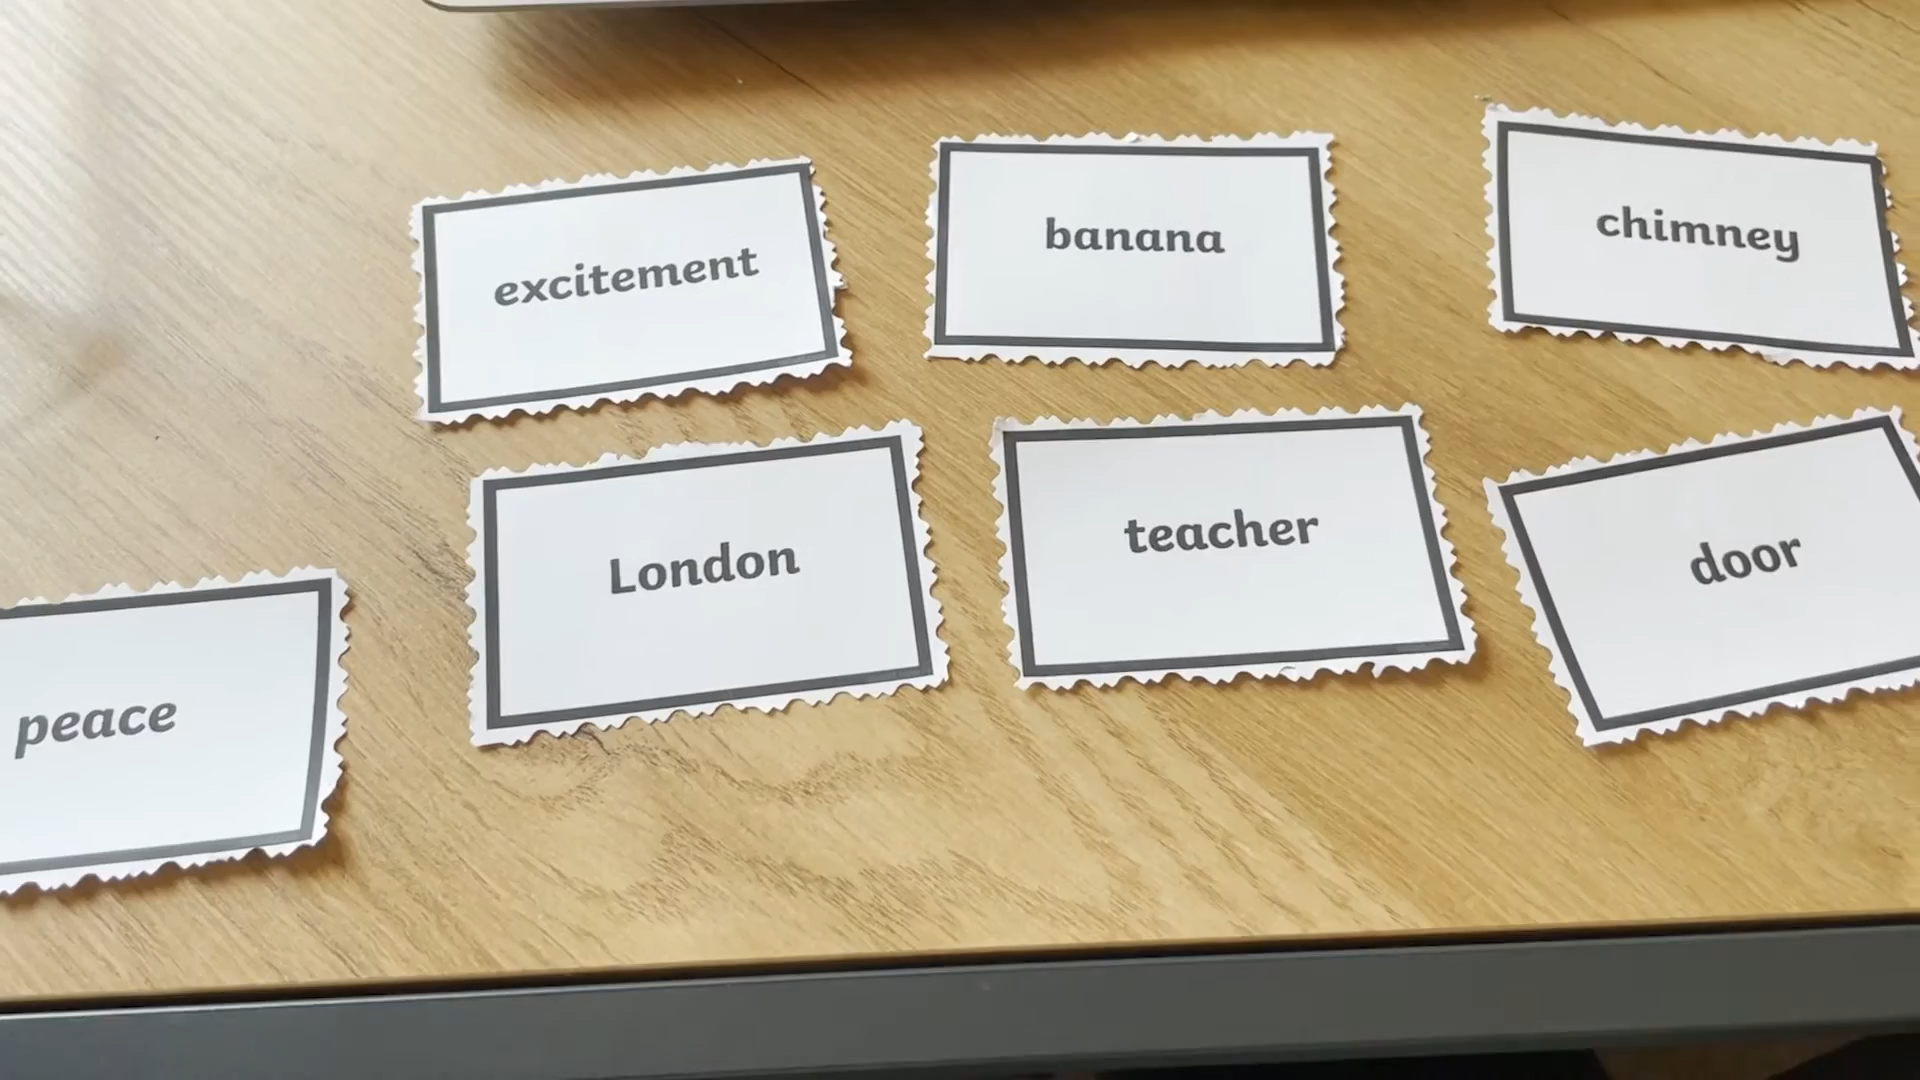 excitement
banana
chimney
peace
London
teacher
door